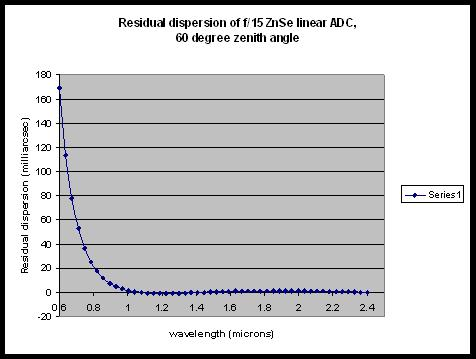 Residual dispersion of f/15 ZnSe linear ADC,
60 degree zenith angle
Residual dispersion (milliarcsec)
180
160
140
120
100
80
60
40
20
0
-20
0.6 0.8 1 1.2 1.4 1.6 1.8 2 2.2 2.4
wavelength (microns)
Series1